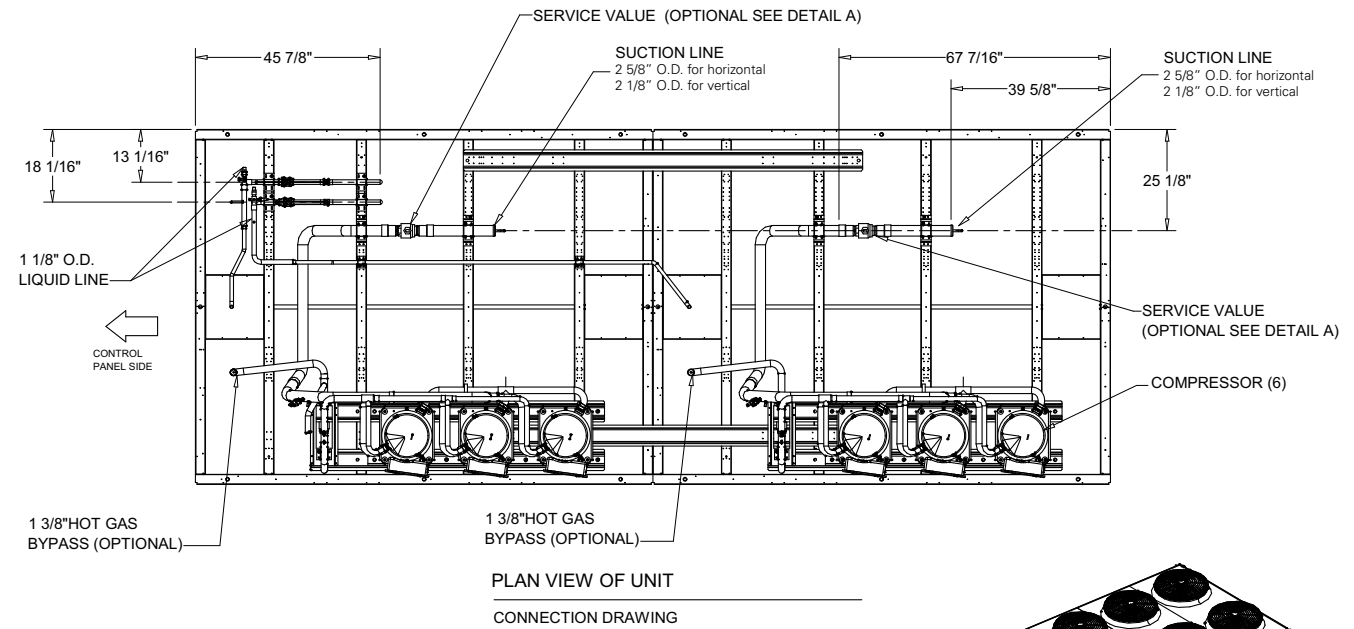 SERVICE VALUE (OPTIONAL SEE DETAIL A)
45 7/8"
SUCTION LINE
2 5/8” O.D. for horizontal
2 1/8” O.D. for vertical
67 7/16"
SUCTION LINE
2 5/8” O.D. for horizontal
2 1/8” O.D. for vertical
39 5/8"
18 1/16"
13 1/16"
25 1/8"
1 1/8" O.D.
LIQUID LINE
CONTROL
PANEL SIDE
SERVICE VALUE
(OPTIONAL SEE DETAIL A)
COMPRESSOR (6)
1 3/8"HOT GAS
BYPASS (OPTIONAL)
1 3/8"HOT GAS
BYPASS (OPTIONAL)
PLAN VIEW OF UNIT
CONNECTION DRAWING